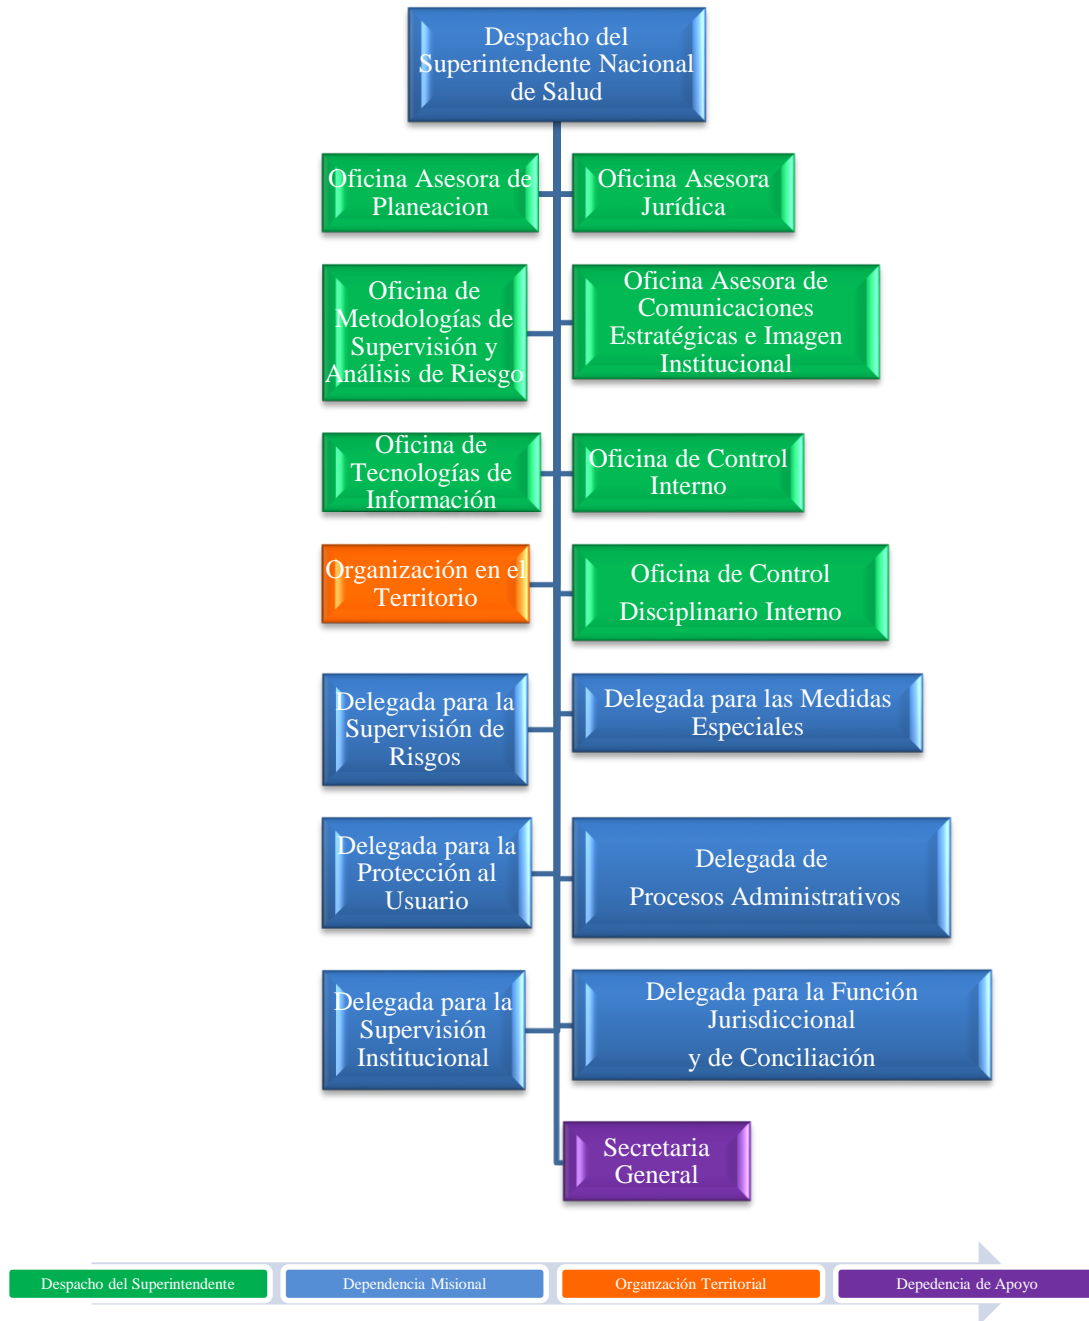 Despacho del
Superintendente Nacional
de Salud
Oficina Asesora de
Planeacion
Oficina Asesora
Jurídica
Oficina de
Metodologías de
Supervisión y
Análisis de Riesgo
Oficina Asesora de
Comunicaciones
Estratégicas e Imagen
Institucional
Oficina de
Tecnologías de
Información
Oficina de Control
Interno
Organización en el
Territorio
Oficina de Control
Disciplinario Interno
Delegada para la
Supervisión de
Risgos
Delegada para las Medidas
Especiales
Delegada para la
Protección al
Usuario
Delegada de
Procesos Administrativos
Delegada para la
Supervisión
Institucional
Delegada para la Función
Jurisdiccional
y de Conciliación
Secretaria
General
Despacho del Superintendente
Dependencia Misional
Organzación Territorial
Depedencia de Apoyo